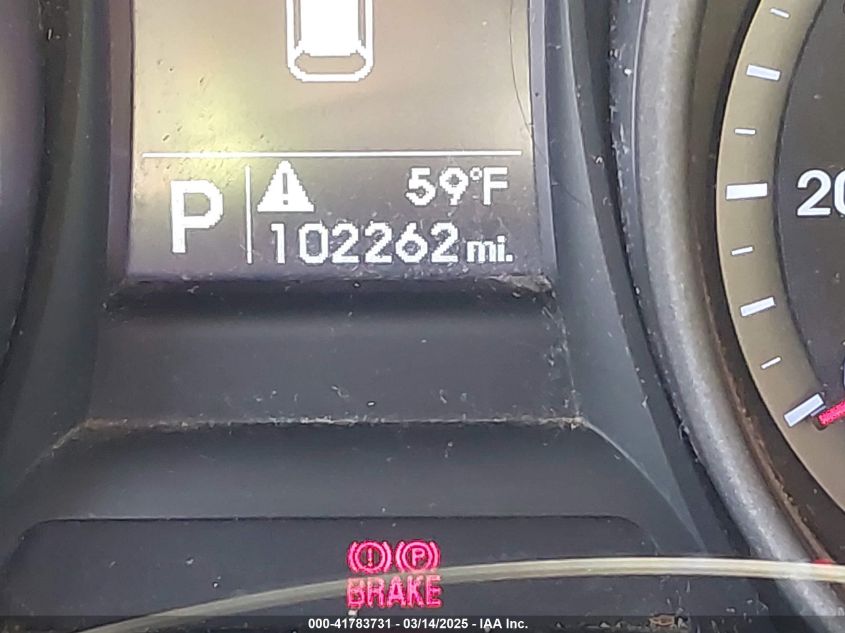 59°F
P
102262 mi.
20
(!) (P)
BRAKE
000-41783731 - 03/14/2025 - IAA Inc.